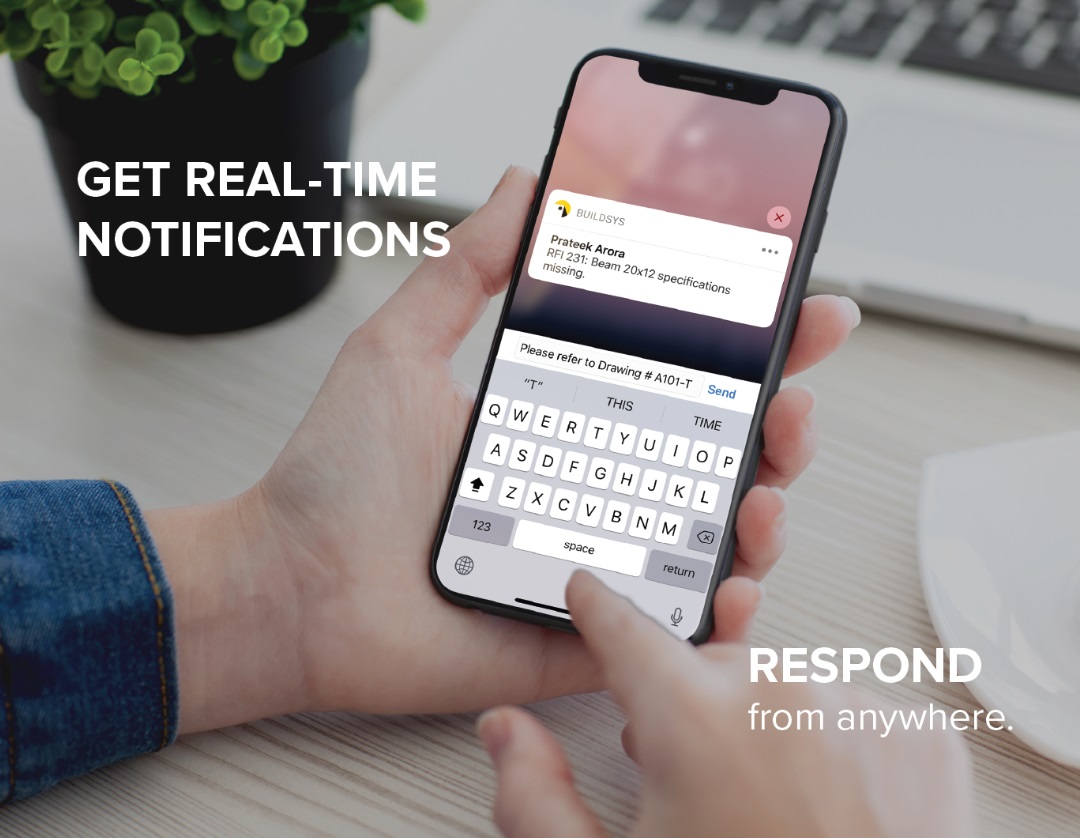 GET REAL-TIME
NOTIFICATIONS
BUILDSYS
Prateek Arora
RFI 231: Beam 20x12 specifications
missing.
Please refer to Drawing # A101-T
Send
"T" THIS TIME
Q W E R T Y U I O P
A S D F G H J K L
Z X C V B N M
123 space return
RESPOND
from anywhere.